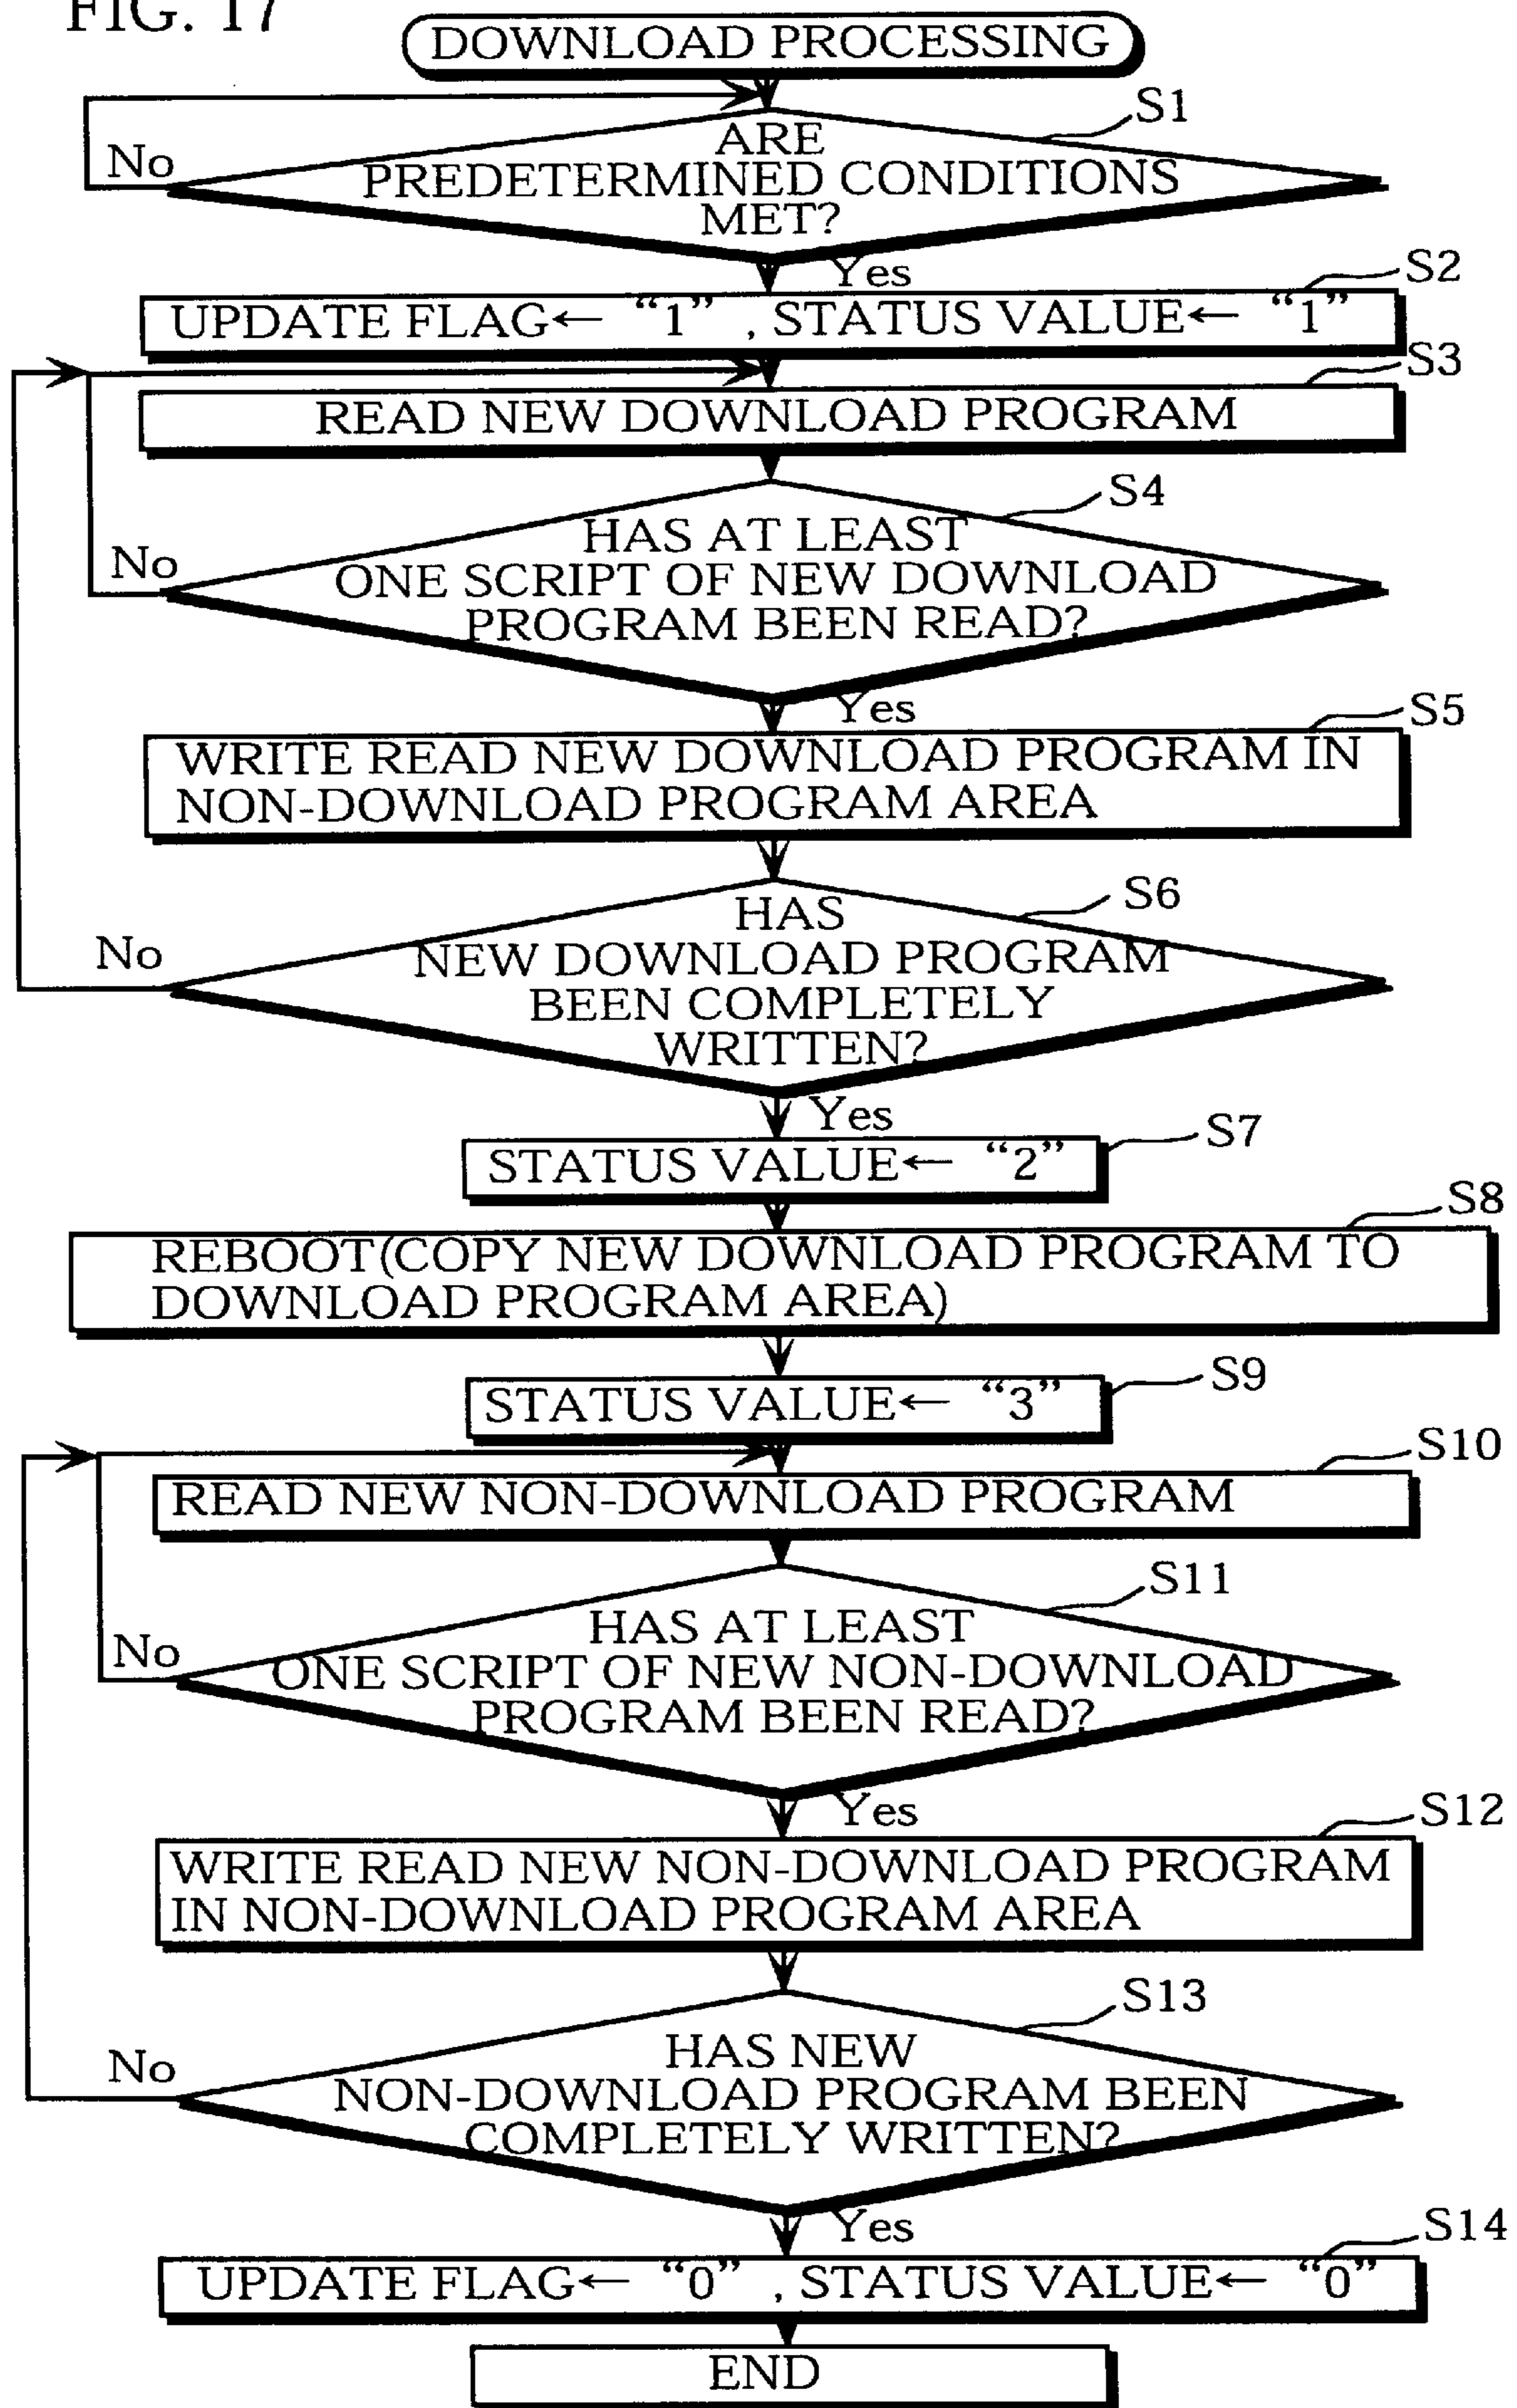 FIG. 17
DOWNLOAD PROCESSING
S1
ARE
PREDETERMINED CONDITIONS
MET?
No
Yes
S2
UPDATE FLAG← “1” , STATUS VALUE← “1”
S3
READ NEW DOWNLOAD PROGRAM
S4
HAS AT LEAST
ONE SCRIPT OF NEW DOWNLOAD
PROGRAM BEEN READ?
No
Yes
S5
WRITE READ NEW DOWNLOAD PROGRAM IN
NON-DOWNLOAD PROGRAM AREA
S6
HAS
NEW DOWNLOAD PROGRAM
BEEN COMPLETELY
WRITTEN?
No
Yes
S7
STATUS VALUE← “2”
S8
REBOOT(COPY NEW DOWNLOAD PROGRAM TO
DOWNLOAD PROGRAM AREA)
S9
STATUS VALUE← “3”
S10
READ NEW NON-DOWNLOAD PROGRAM
S11
HAS AT LEAST
ONE SCRIPT OF NEW NON-DOWNLOAD
PROGRAM BEEN READ?
No
Yes
S12
WRITE READ NEW NON-DOWNLOAD PROGRAM
IN NON-DOWNLOAD PROGRAM AREA
S13
HAS NEW
NON-DOWNLOAD PROGRAM BEEN
COMPLETELY WRITTEN?
No
Yes
S14
UPDATE FLAG← “0” , STATUS VALUE← “0”
END